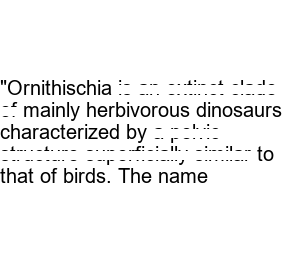 "Ornithischia is an extinct clade
of mainly herbivorous dinosaurs
characterized by a pelvic
structure superficially similar to
that of birds. The name